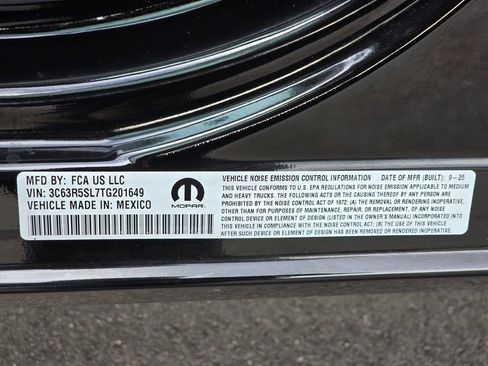 MFD BY: FCA US LLC
VIN: 3C63R5SL7TG201649
VEHICLE MADE IN: MEXICO
MOPAR
VEHICLE NOISE EMISSION CONTROL INFORMATION DATE OF MFR (BUILT): 9-25
THIS VEHICLE CONFORMS TO U.S. EPA REGULATIONS FOR NOISE EMISSION APPLICABLE TO MEDIUM
AND HEAVY TRUCKS. THE FOLLOWING ACTS OR THE CAUSING THEREOF BY ANY PERSON ARE
PROHIBITED BY THE NOISE CONTROL ACT OF 1972: (A) THE REMOVAL OR RENDERING INOPERATIVE,
OTHER THAN FOR PURPOSES OF MAINTENANCE, REPAIR, OR REPLACEMENT, OF ANY NOISE
CONTROL DEVICE OR ELEMENT OF DESIGN (LISTED IN THE OWNER'S MANUAL) INCORPORATED INTO
THIS VEHICLE IN COMPLIANCE WITH THE NOISE CONTROL ACT; (B) THE USE OF THIS VEHICLE
AFTER SUCH DEVICE OR ELEMENT OF DESIGN HAS BEEN REMOVED OR RENDERED INOPERATIVE.